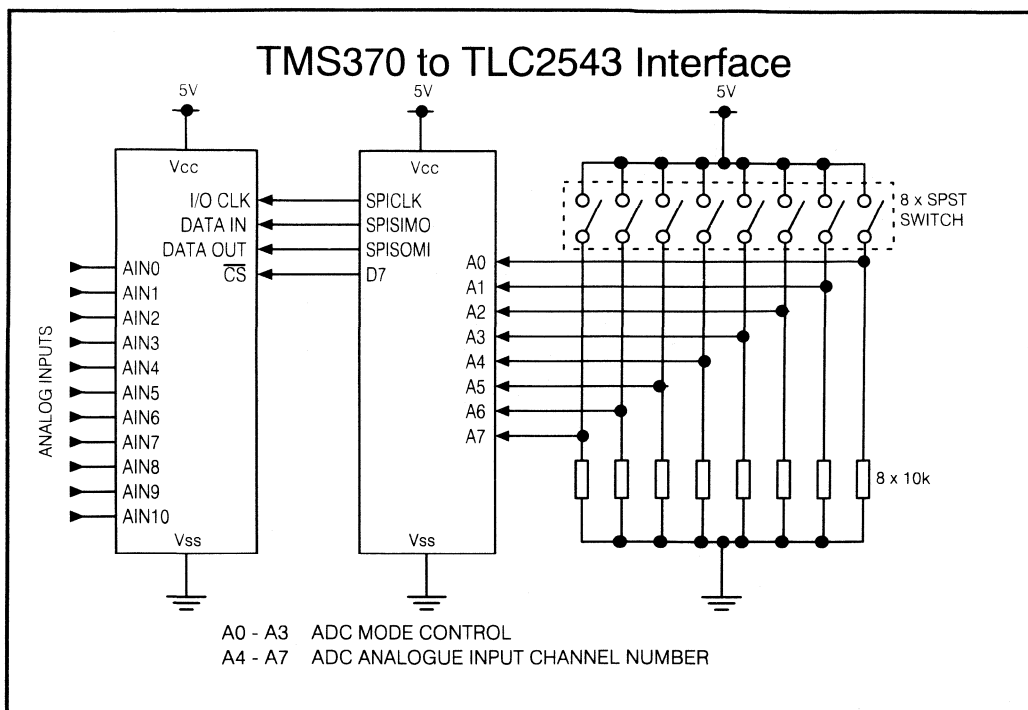 TMS370 to TLC2543 Interface
5V
5V
5V
Vcc
Vcc
I/O CLK
DATA IN
DATA OUT
CS
SPICLK
SPISIMO
SPISOMI
D7
8 x SPST
SWITCH
ANALOG INPUTS
AIN0
AIN1
AIN2
AIN3
AIN4
AIN5
AIN6
AIN7
AIN8
AIN9
AIN10
A0
A1
A2
A3
A4
A5
A6
A7
8 x 10k
Vss
Vss
A0 - A3 ADC MODE CONTROL
A4 - A7 ADC ANALOGUE INPUT CHANNEL NUMBER